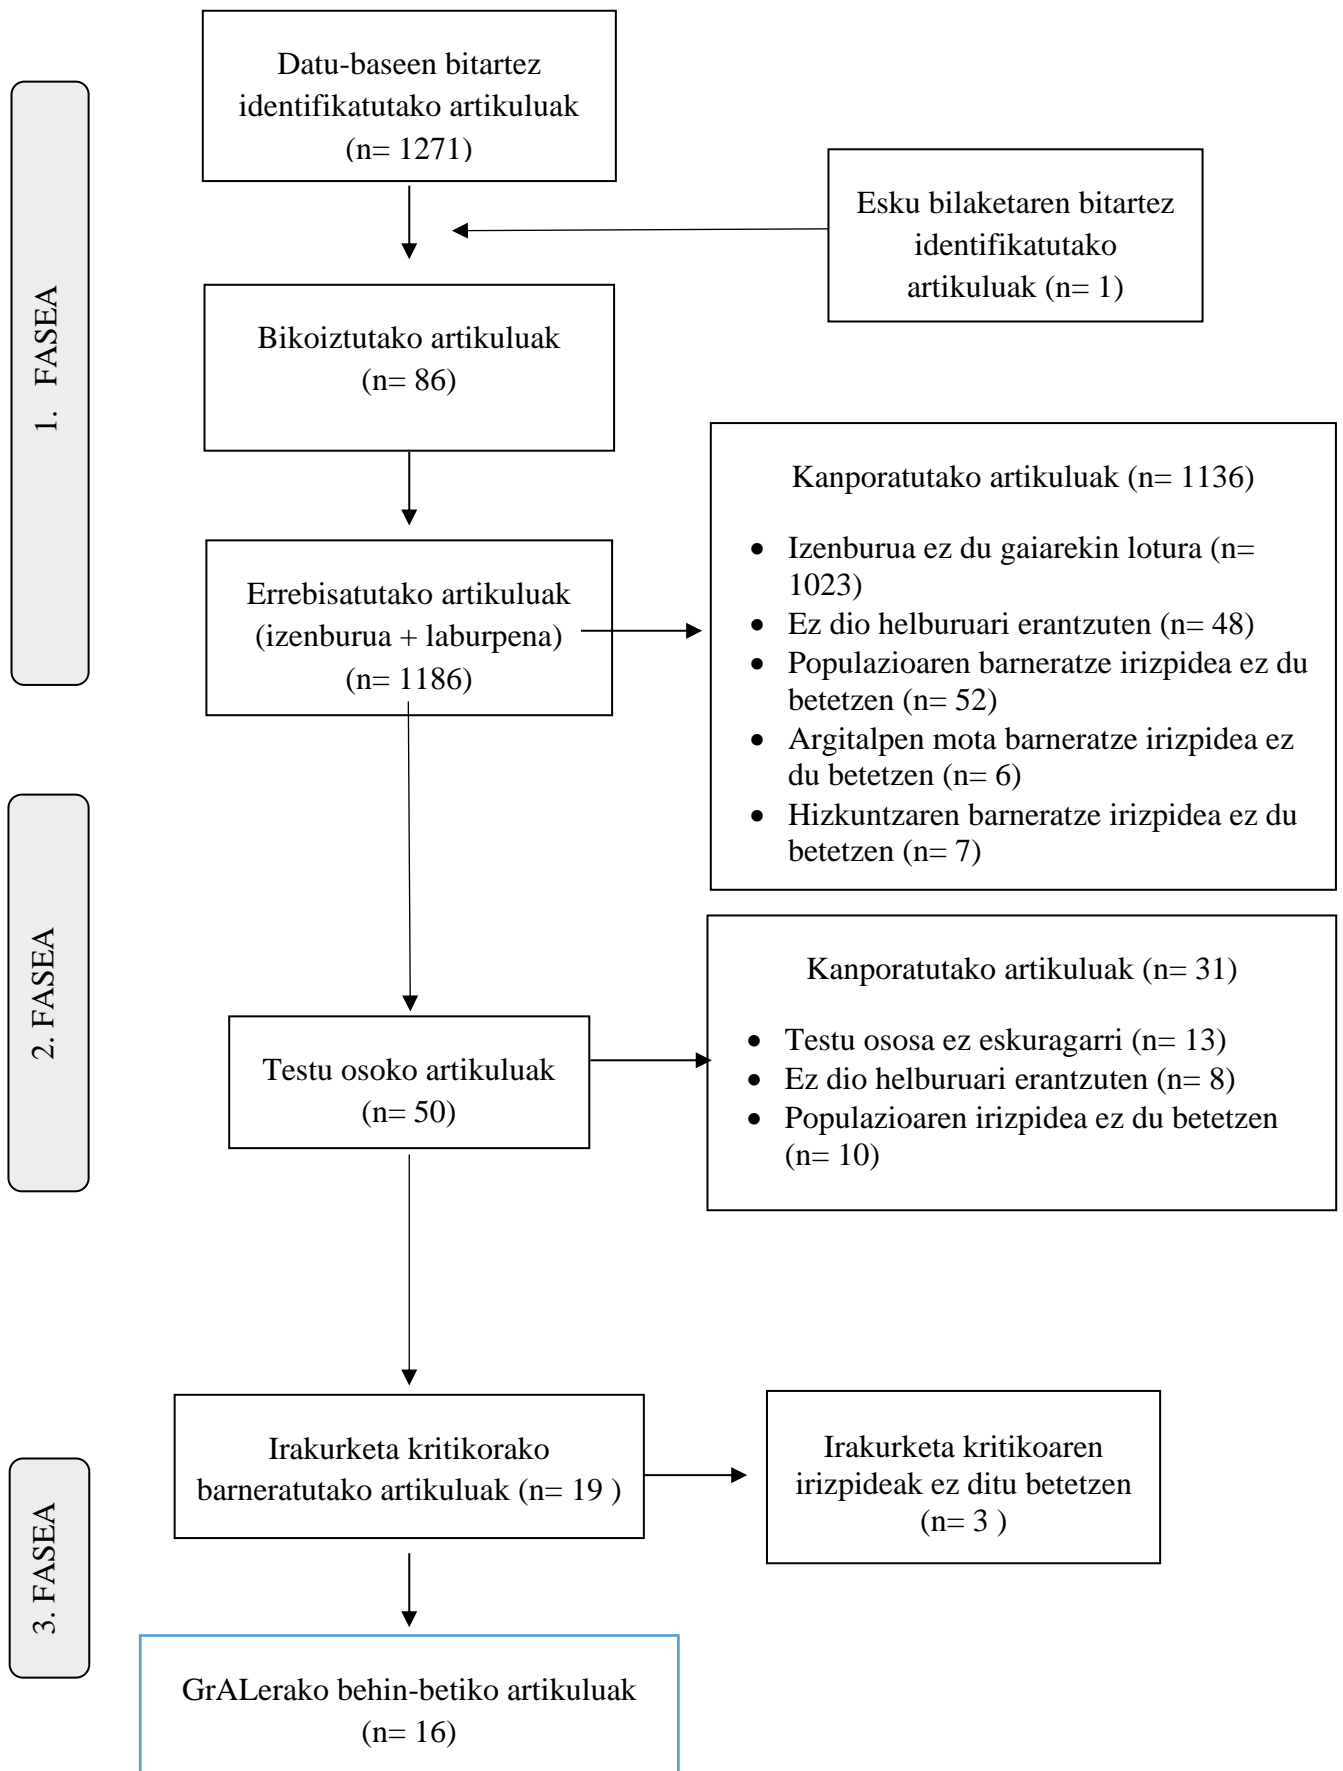 Datu-baseen bitartez
identifikatutako artikuluak
(n= 1271)
Esku bilaketaren bitartez
identifikatutako
artikuluak (n= 1)
1. FASEA
Bikoiztutako artikuluak
(n= 86)
Errebisatutako artikuluak
(izenburua + laburpena)
(n= 1186)
Kanporatutako artikuluak (n= 1136)
• Izenburua ez du gaiarekin lotura (n=
1023)
• Ez dio helburuari erantzuten (n= 48)
• Populazioaren barneratze irizpidea ez du
betetzen (n= 52)
• Argitalpen mota barneratze irizpidea ez
du betetzen (n= 6)
• Hizkuntzaren barneratze irizpidea ez du
betetzen (n= 7)
2. FASEA
Testu osoko artikuluak
(n= 50)
Kanporatutako artikuluak (n= 31)
• Testu ososa ez eskuragarri (n= 13)
• Ez dio helburuari erantzuten (n= 8)
• Populazioaren irizpidea ez du betetzen
(n= 10)
3. FASEA
Irakurketa kritikorako
barneratutako artikuluak (n= 19 )
Irakurketa kritikoaren
irizpideak ez ditu betetzen
(n= 3 )
GrALerako behin-betiko artikuluak
(n= 16)